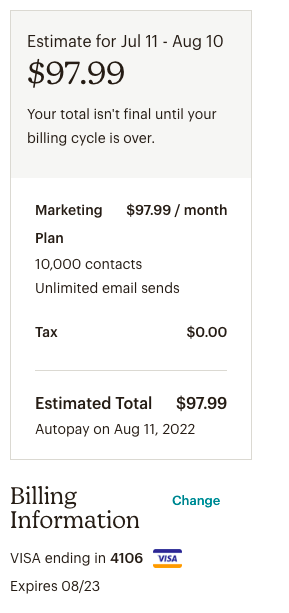 Estimate for Jul 11 - Aug 10
$97.99
Your total isn't final until your
billing cycle is over.
Marketing $97.99 / month
Plan
10,000 contacts
Unlimited email sends
Tax $0.00
Estimated Total $97.99
Autopay on Aug 11, 2022
Billing
Information Change
VISA ending in 4106 VISA
Expires 08/23